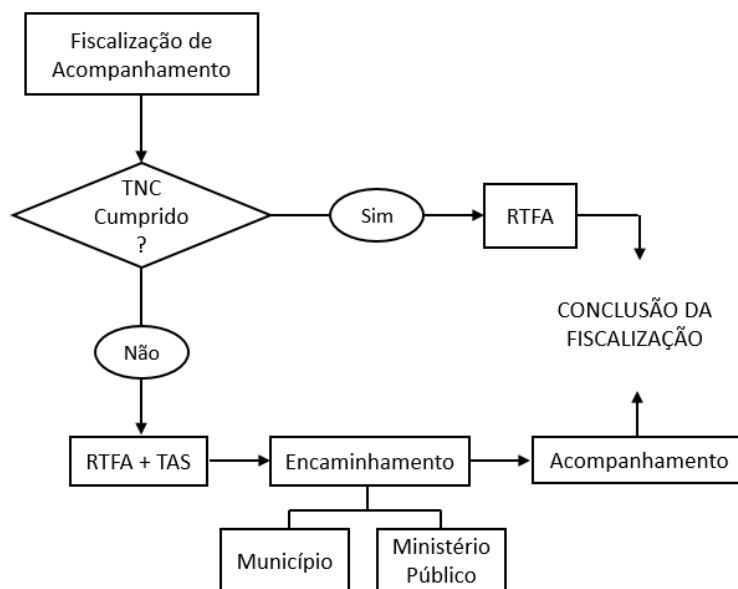 Fiscalização de
Acompanhamento
TNC
Cumprido
?
Sim
RTFA
CONCLUSÃO DA
FISCALIZAÇÃO
Não
RTFA + TAS
Encaminhamento
Acompanhamento
Município
Ministério
Público